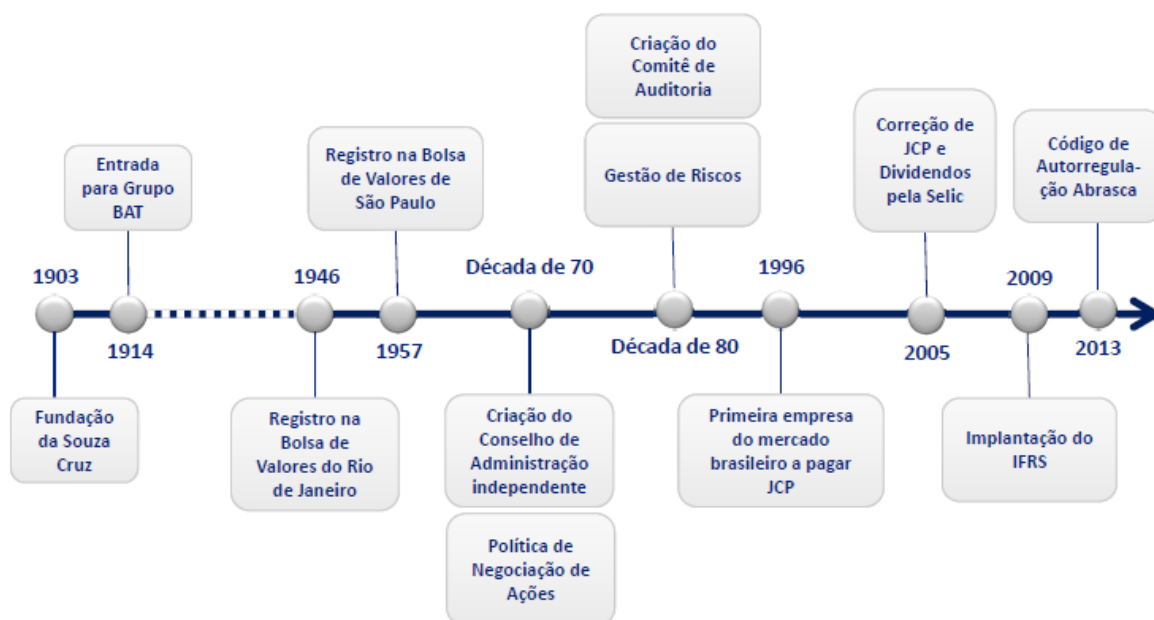 Criação do
Comitê de
Auditoria
Gestão de Riscos
Entrada
para Grupo
BAT
Registro na Bolsa
de Valores de
São Paulo
Correção de
JCP e
Dividendos
pela Selic
Código de
Autorregula-
ção Abrasca
1903
1914
1946
1957
Década de 70
Década de 80
1996
2005
2009
2013
Fundação
da Souza
Cruz
Registro na
Bolsa de
Valores do Rio
de Janeiro
Criação do
Conselho de
Administração
independente
Política de
Negociação de
Ações
Primeira empresa
do mercado
brasileiro a pagar
JCP
Implantação do
IFRS